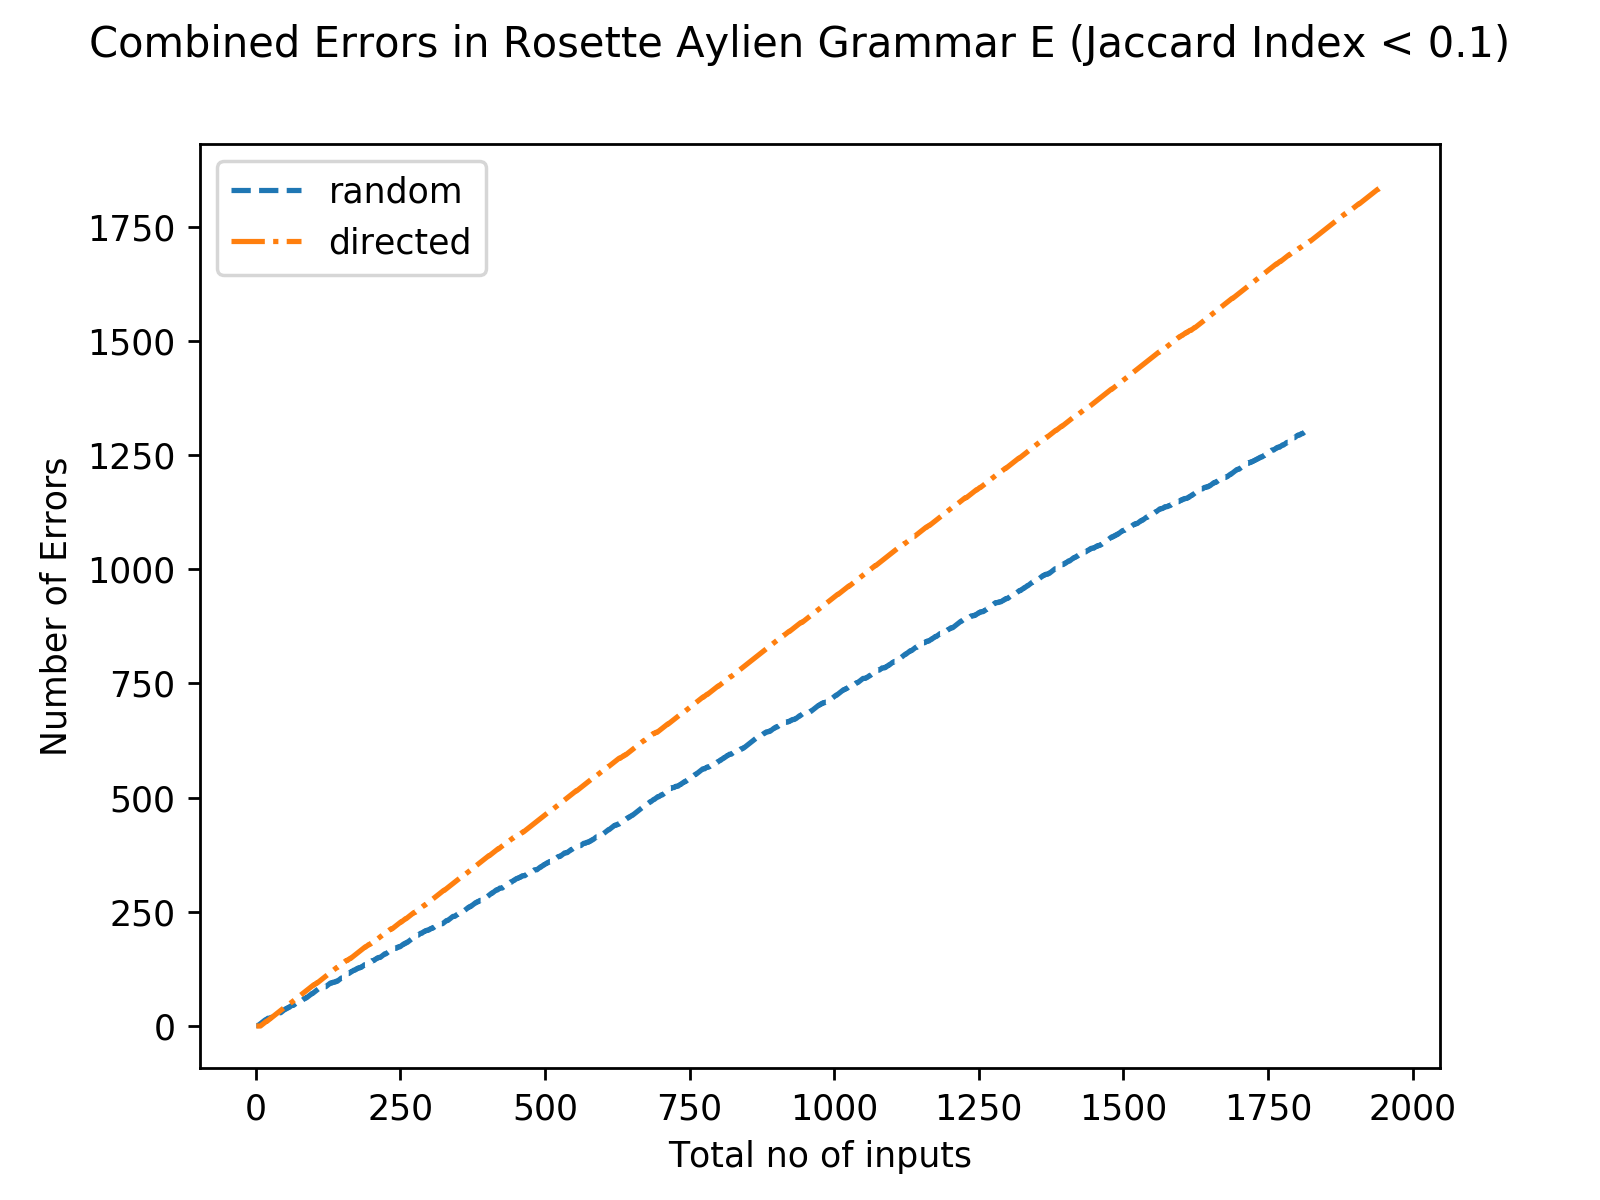 Combined Errors in Rosette Aylien Grammar E (Jaccard Index < 0.1)
random
directed
1750
1500
1250
1000
750
500
250
0
Number of Errors
0 250 500 750 1000 1250 1500 1750 2000
Total no of inputs